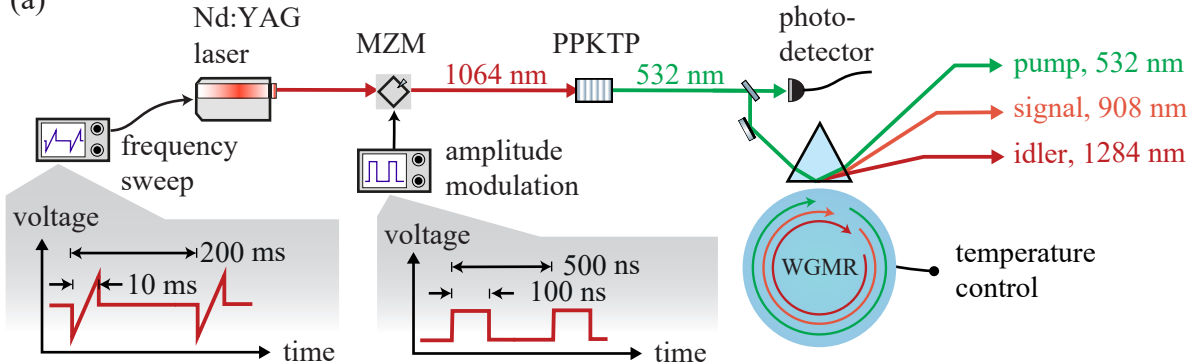 (a)
Nd:YAG
laser
MZM
PPKTP
photo-
detector
1064 nm
532 nm
pump, 532 nm
signal, 908 nm
idler, 1284 nm
frequency
sweep
amplitude
modulation
voltage
200 ms
10 ms
time
voltage
500 ns
100 ns
time
WGMR
temperature
control